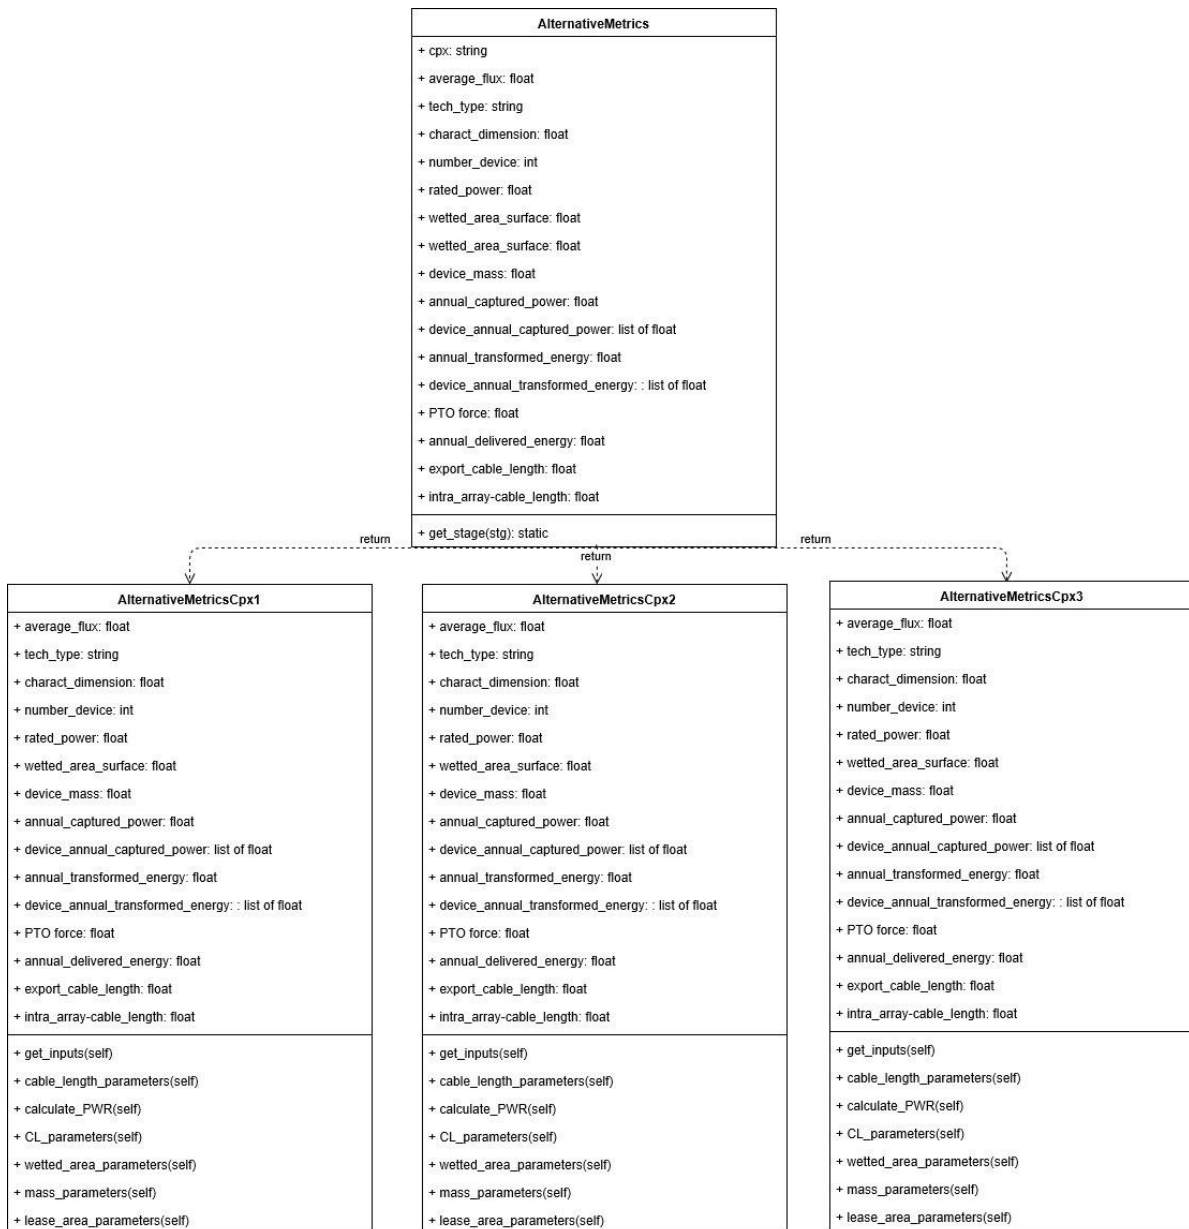 AlternativeMetrics
+ cpx: string
+ average_flux: float
+ tech_type: string
+ charact_dimension: float
+ number_device: int
+ rated_power: float
+ wetted_area_surface: float
+ wetted_area_surface: float
+ device_mass: float
+ annual_captured_power: float
+ device_annual_captured_power: list of float
+ annual_transformed_energy: float
+ device_annual_transformed_energy: : list of float
+ PTO force: float
+ annual_delivered_energy: float
+ export_cable_length: float
+ intra_array-cable_length: float
+ get_stage(stg): static
return
return
return
AlternativeMetricsCpx1
+ average_flux: float
+ tech_type: string
+ charact_dimension: float
+ number_device: int
+ rated_power: float
+ wetted_area_surface: float
+ device_mass: float
+ annual_captured_power: float
+ device_annual_captured_power: list of float
+ annual_transformed_energy: float
+ device_annual_transformed_energy: : list of float
+ PTO force: float
+ annual_delivered_energy: float
+ export_cable_length: float
+ intra_array-cable_length: float
+ get_inputs(self)
+ cable_length_parameters(self)
+ calculate_PWR(self)
+ CL_parameters(self)
+ wetted_area_parameters(self)
+ mass_parameters(self)
+ lease_area_parameters(self)
AlternativeMetricsCpx2
+ average_flux: float
+ tech_type: string
+ charact_dimension: float
+ number_device: int
+ rated_power: float
+ wetted_area_surface: float
+ device_mass: float
+ annual_captured_power: float
+ device_annual_captured_power: list of float
+ annual_transformed_energy: float
+ device_annual_transformed_energy: : list of float
+ PTO force: float
+ annual_delivered_energy: float
+ export_cable_length: float
+ intra_array-cable_length: float
+ get_inputs(self)
+ cable_length_parameters(self)
+ calculate_PWR(self)
+ CL_parameters(self)
+ wetted_area_parameters(self)
+ mass_parameters(self)
+ lease_area_parameters(self)
AlternativeMetricsCpx3
+ average_flux: float
+ tech_type: string
+ charact_dimension: float
+ number_device: int
+ rated_power: float
+ wetted_area_surface: float
+ device_mass: float
+ annual_captured_power: float
+ device_annual_captured_power: list of float
+ annual_transformed_energy: float
+ device_annual_transformed_energy: : list of float
+ PTO force: float
+ annual_delivered_energy: float
+ export_cable_length: float
+ intra_array-cable_length: float
+ get_inputs(self)
+ cable_length_parameters(self)
+ calculate_PWR(self)
+ CL_parameters(self)
+ wetted_area_parameters(self)
+ mass_parameters(self)
+ lease_area_parameters(self)